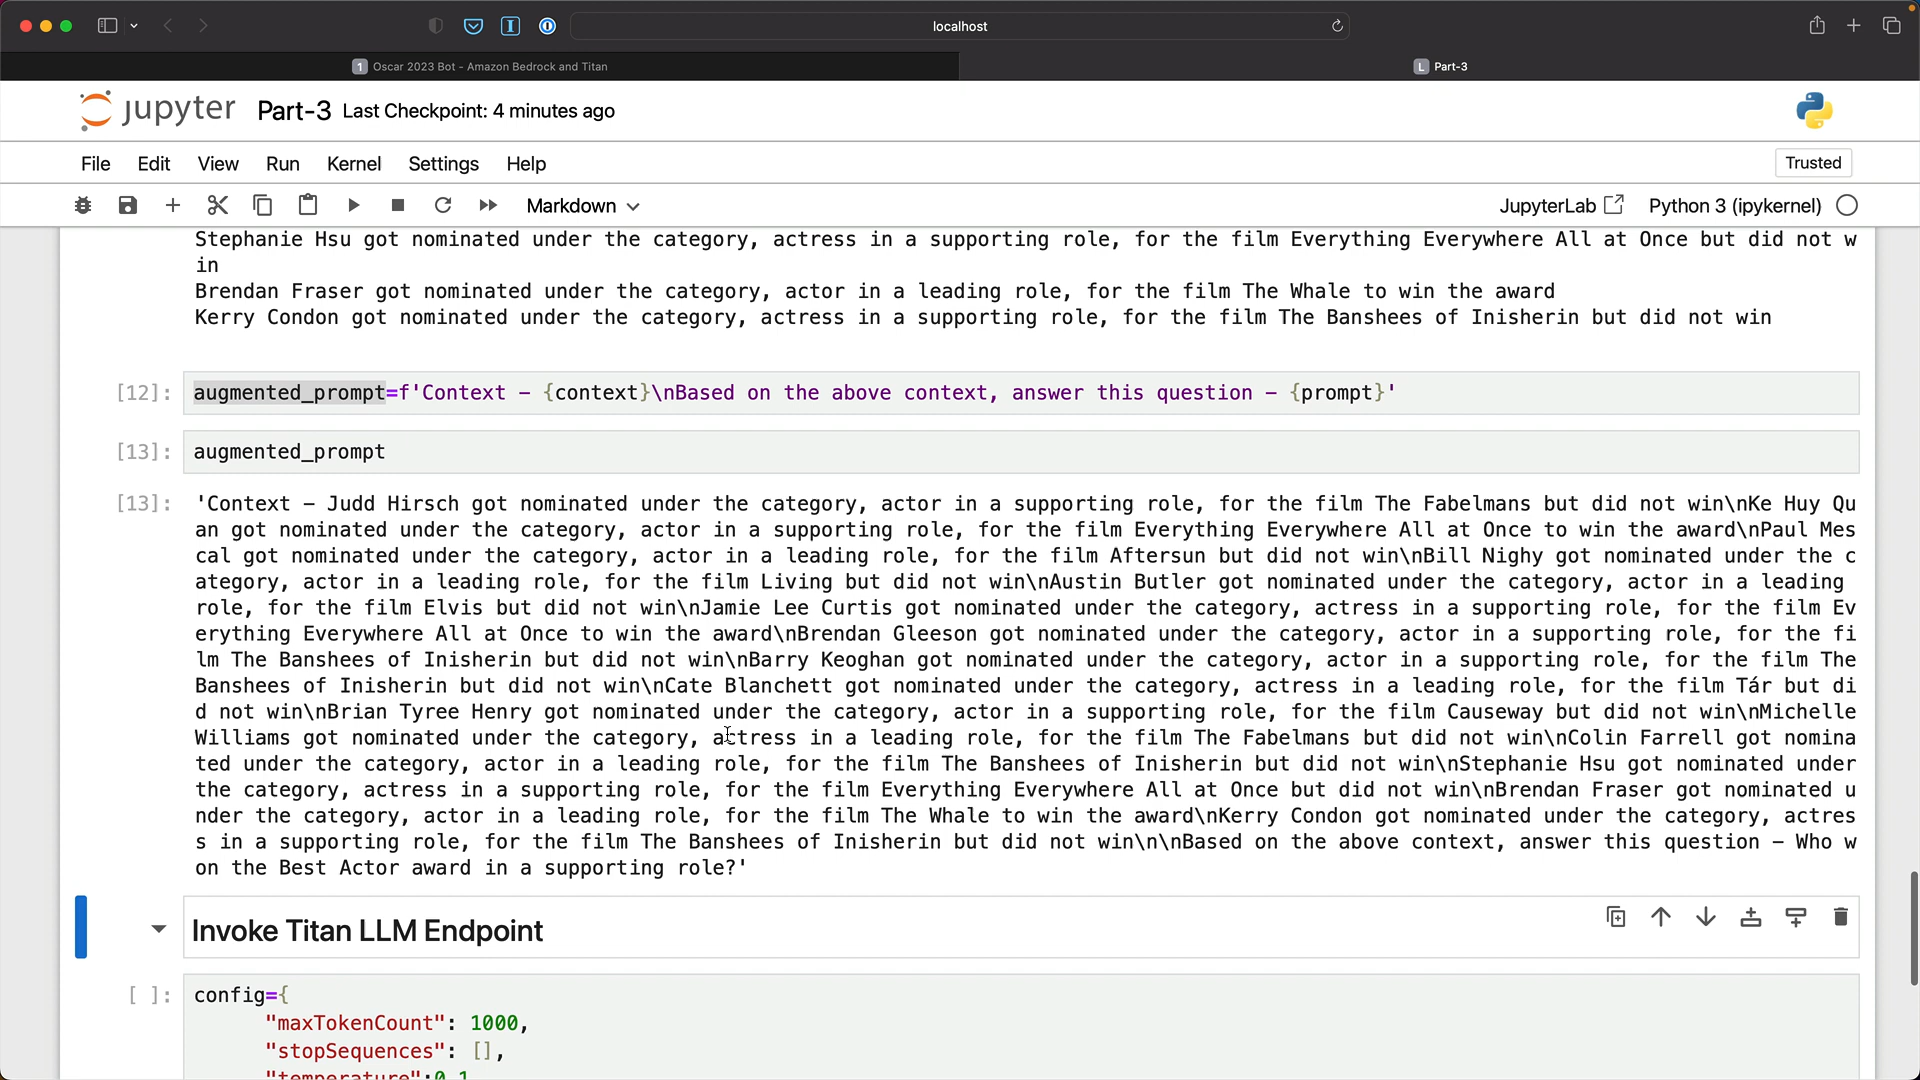 localhost
1 Oscar 2023 Bot - Amazon Bedrock and Titan
L Part-3
jupyter Part-3 Last Checkpoint: 4 minutes ago
File Edit View Run Kernel Settings Help
Trusted
Markdown
JupyterLab Python 3 (ipykernel)
Stephanie Hsu got nominated under the category, actress in a supporting role, for the film Everything Everywhere All at Once but did not w
in
Brendan Fraser got nominated under the category, actor in a leading role, for the film The Whale to win the award
Kerry Condon got nominated under the category, actress in a supporting role, for the film The Banshees of Inisherin but did not win
[12]: augmented_prompt=f'Context – {context}\nBased on the above context, answer this question – {prompt}'
[13]: augmented_prompt
[13]: 'Context – Judd Hirsch got nominated under the category, actor in a supporting role, for the film The Fabelmans but did not win\nKe Huy Qu
an got nominated under the category, actor in a supporting role, for the film Everything Everywhere All at Once to win the award\nPaul Mes
cal got nominated under the category, actor in a leading role, for the film Aftersun but did not win\nBill Nighy got nominated under the c
ategory, actor in a leading role, for the film Living but did not win\nAustin Butler got nominated under the category, actor in a leading
role, for the film Elvis but did not win\nJamie Lee Curtis got nominated under the category, actress in a supporting role, for the film Ev
erything Everywhere All at Once to win the award\nBrendan Gleeson got nominated under the category, actor in a supporting role, for the fi
lm The Banshees of Inisherin but did not win\nBarry Keoghan got nominated under the category, actor in a supporting role, for the film The
Banshees of Inisherin but did not win\nCate Blanchett got nominated under the category, actress in a leading role, for the film Tár but di
d not win\nBrian Tyree Henry got nominated under the category, actor in a supporting role, for the film Causeway but did not win\nMichelle
Williams got nominated under the category, actress in a leading role, for the film The Fabelmans but did not win\nColin Farrell got nomina
ted under the category, actor in a leading role, for the film The Banshees of Inisherin but did not win\nStephanie Hsu got nominated under
the category, actress in a supporting role, for the film Everything Everywhere All at Once but did not win\nBrendan Fraser got nominated u
nder the category, actor in a leading role, for the film The Whale to win the award\nKerry Condon got nominated under the category, actres
s in a supporting role, for the film The Banshees of Inisherin but did not win\n\nBased on the above context, answer this question – Who w
on the Best Actor award in a supporting role?'
Invoke Titan LLM Endpoint
[ ]: config={
"maxTokenCount": 1000,
"stopSequences": [],
"temperature":0.1